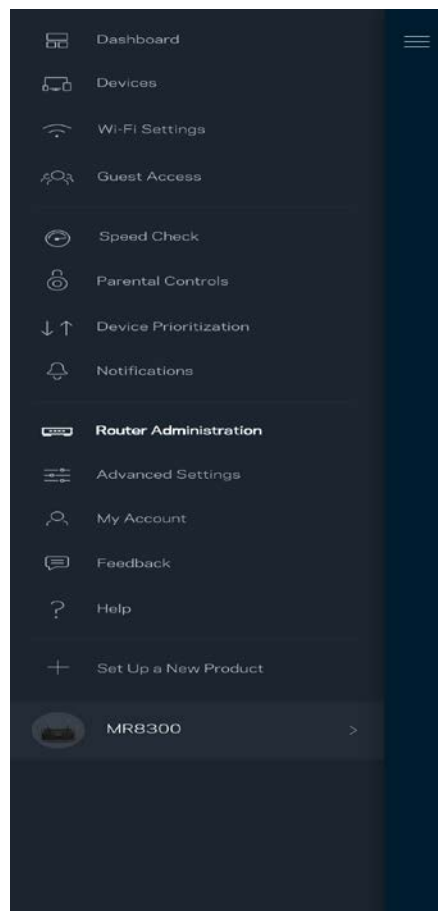 Dashboard
Devices
Wi-Fi Settings
Guest Access
Speed Check
Parental Controls
Device Prioritization
Notifications
Router Administration
Advanced Settings
My Account
Feedback
Help
Set Up a New Product
MR8300 >